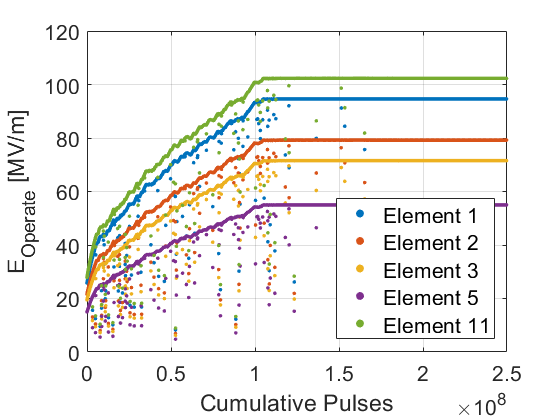 120
100
80
60
40
20
0
E_Operate [MV/m]
Element 1
Element 2
Element 3
Element 5
Element 11
0 0.5 1 1.5 2 2.5
Cumulative Pulses
×10^8